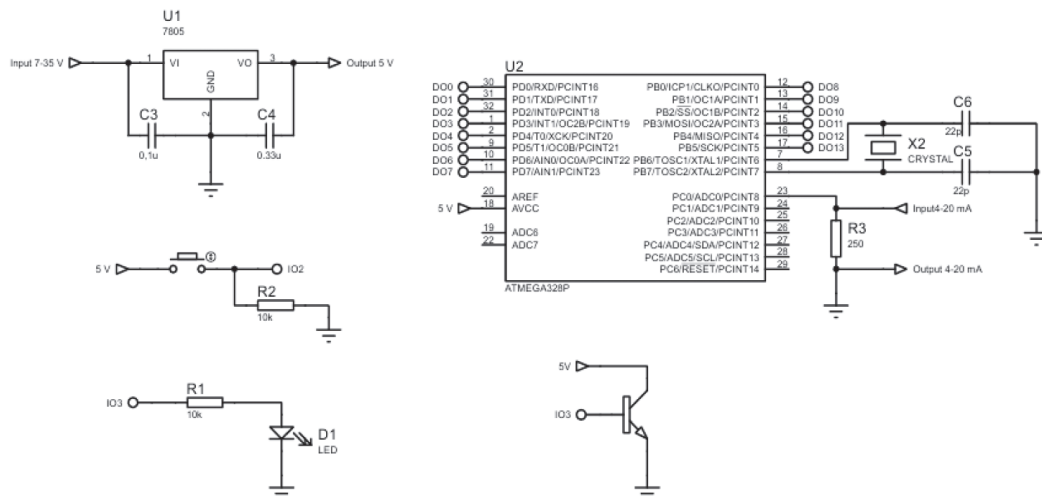 U1
7805
Input 7-35 V
1
VI
VO
3
Output 5 V
GND
2
C3
0,1u
C4
0.33u
5 V
IO2
R2
10k
IO3
R1
10k
D1
LED
U2
DO0 30 PD0/RXD/PCINT16
DO1 31 PD1/TXD/PCINT17
DO2 32 PD2/INT0/PCINT18
DO3 1 PD3/INT1/OC2B/PCINT19
DO4 2 PD4/T0/XCK/PCINT20
DO5 9 PD5/T1/OC0B/PCINT21
DO6 10 PD6/AIN0/OC0A/PCINT22
DO7 11 PD7/AIN1/PCINT23
20 AREF
5 V 18 AVCC
19 ADC6
22 ADC7
PB0/ICP1/CLKO/PCINT0 12 DO8
PB1/OC1A/PCINT1 13 DO9
PB2/SS/OC1B/PCINT2 14 DO10
PB3/MOSI/OC2A/PCINT3 15 DO11
PB4/MISO/PCINT4 16 DO12
PB5/SCK/PCINT5 17 DO13
PB6/TOSC1/XTAL1/PCINT6 7
PB7/TOSC2/XTAL2/PCINT7 8
PC0/ADC0/PCINT8 23
PC1/ADC1/PCINT9 24
PC2/ADC2/PCINT10 25
PC3/ADC3/PCINT11 26
PC4/ADC4/SDA/PCINT12 27
PC5/ADC5/SCL/PCINT13 28
PC6/RESET/PCINT14 29
ATMEGA328P
C6
22p
X2
CRYSTAL
C5
22p
Input4-20 mA
R3
250
Output 4-20 mA
5V
IO3